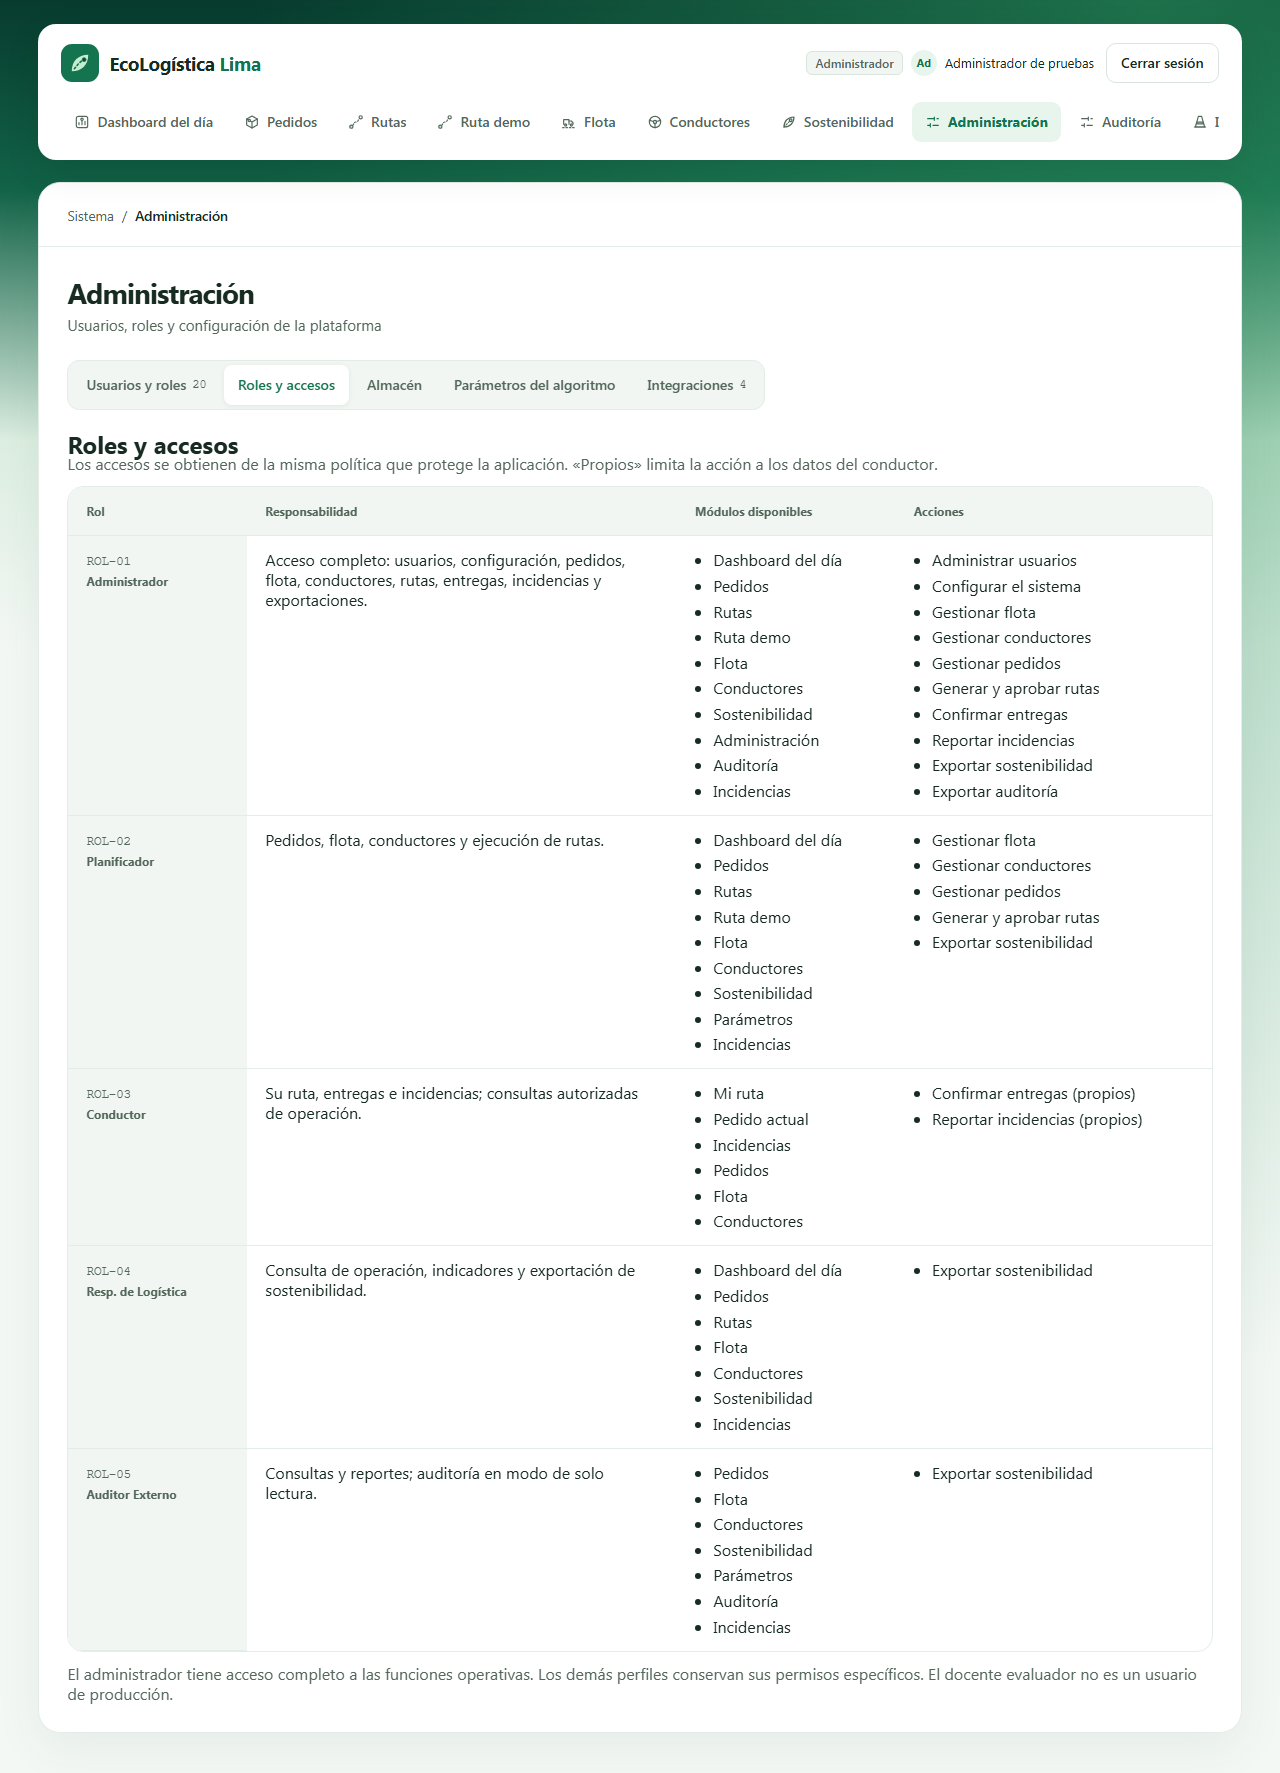 EcoLogística Lima
Administrador
Ad
Administrador de pruebas
Cerrar sesión
Dashboard del día
Pedidos
Rutas
Ruta demo
Flota
Conductores
Sostenibilidad
Administración
Auditoría
I
Sistema / Administración
Administración
Usuarios, roles y configuración de la plataforma
Usuarios y roles 20
Roles y accesos
Almacén
Parámetros del algoritmo
Integraciones 4
Roles y accesos
Los accesos se obtienen de la misma política que protege la aplicación. «Propios» limita la acción a los datos del conductor.
Rol
Responsabilidad
Módulos disponibles
Acciones
ROL-01
Administrador
Acceso completo: usuarios, configuración, pedidos,
flota, conductores, rutas, entregas, incidencias y
exportaciones.
Dashboard del día
Pedidos
Rutas
Ruta demo
Flota
Conductores
Sostenibilidad
Administración
Auditoría
Incidencias
Administrar usuarios
Configurar el sistema
Gestionar flota
Gestionar conductores
Gestionar pedidos
Generar y aprobar rutas
Confirmar entregas
Reportar incidencias
Exportar sostenibilidad
Exportar auditoría
ROL-02
Planificador
Pedidos, flota, conductores y ejecución de rutas.
Dashboard del día
Pedidos
Rutas
Ruta demo
Flota
Conductores
Sostenibilidad
Parámetros
Incidencias
Gestionar flota
Gestionar conductores
Gestionar pedidos
Generar y aprobar rutas
Exportar sostenibilidad
ROL-03
Conductor
Su ruta, entregas e incidencias; consultas autorizadas
de operación.
Mi ruta
Pedido actual
Incidencias
Pedidos
Flota
Conductores
Confirmar entregas (propios)
Reportar incidencias (propios)
ROL-04
Resp. de Logística
Consulta de operación, indicadores y exportación de
sostenibilidad.
Dashboard del día
Pedidos
Rutas
Flota
Conductores
Sostenibilidad
Incidencias
Exportar sostenibilidad
ROL-05
Auditor Externo
Consultas y reportes; auditoría en modo de solo
lectura.
Pedidos
Flota
Conductores
Sostenibilidad
Parámetros
Auditoría
Incidencias
Exportar sostenibilidad
El administrador tiene acceso completo a las funciones operativas. Los demás perfiles conservan sus permisos específicos. El docente evaluador no es un usuario
de producción.